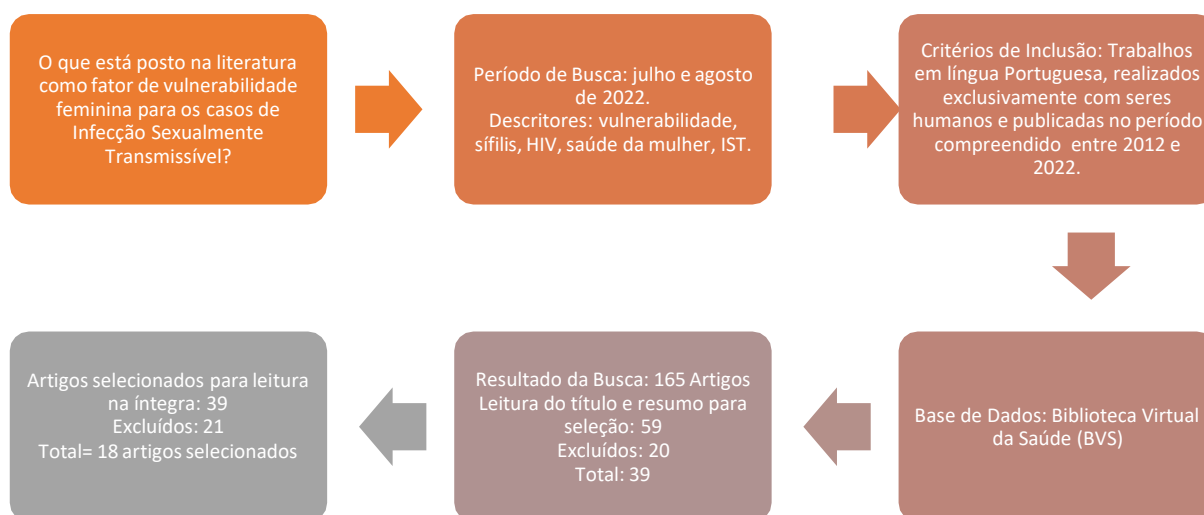 O que está posto na literatura
como fator de vulnerabilidade
feminina para os casos de
Infecção Sexualmente
Transmissível?
Período de Busca: julho e agosto
de 2022.
Descritores: vulnerabilidade,
sífilis, HIV, saúde da mulher, IST.
Critérios de Inclusão: Trabalhos
em língua Portuguesa, realizados
exclusivamente com seres
humanos e publicadas no período
compreendido entre 2012 e
2022.
Base de Dados: Biblioteca Virtual
da Saúde (BVS)
Resultado da Busca: 165 Artigos
Leitura do título e resumo para
seleção: 59
Excluídos: 20
Total: 39
Artigos selecionados para leitura
na íntegra: 39
Excluídos: 21
Total= 18 artigos selecionados